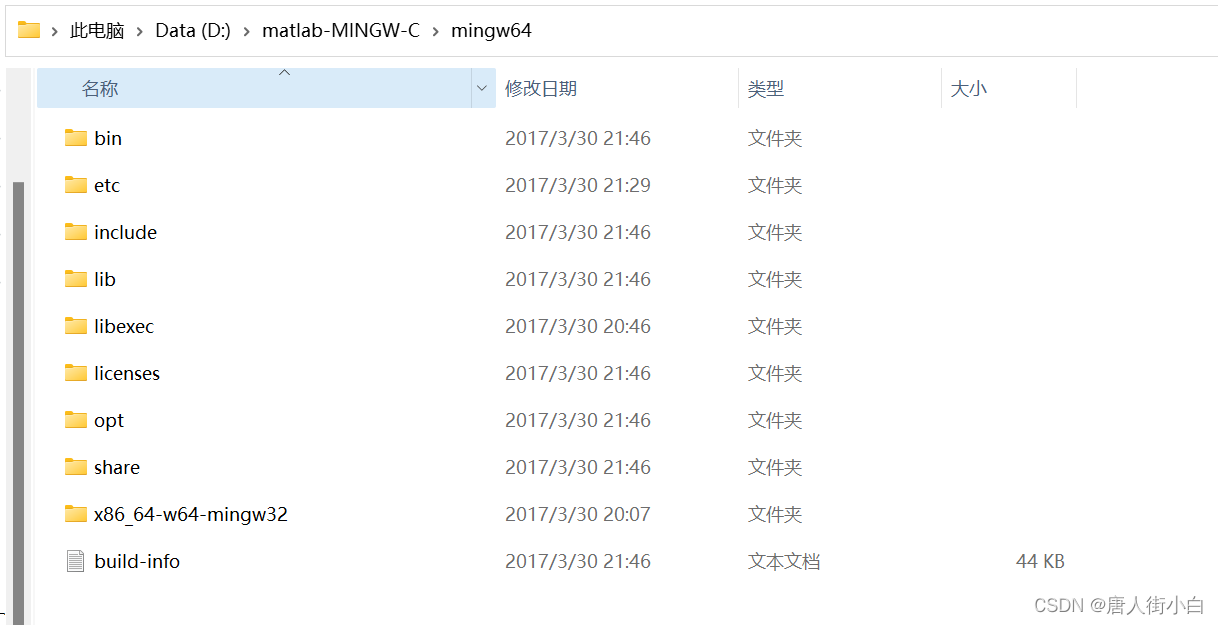 此电脑 › Data (D:) › matlab-MINGW-C › mingw64
名称 修改日期 类型 大小
bin 2017/3/30 21:46 文件夹
etc 2017/3/30 21:29 文件夹
include 2017/3/30 21:46 文件夹
lib 2017/3/30 21:46 文件夹
libexec 2017/3/30 20:46 文件夹
licenses 2017/3/30 21:46 文件夹
opt 2017/3/30 21:46 文件夹
share 2017/3/30 21:46 文件夹
x86_64-w64-mingw32 2017/3/30 20:07 文件夹
build-info 2017/3/30 21:46 文本文档 44 KB
CSDN @唐人街小白